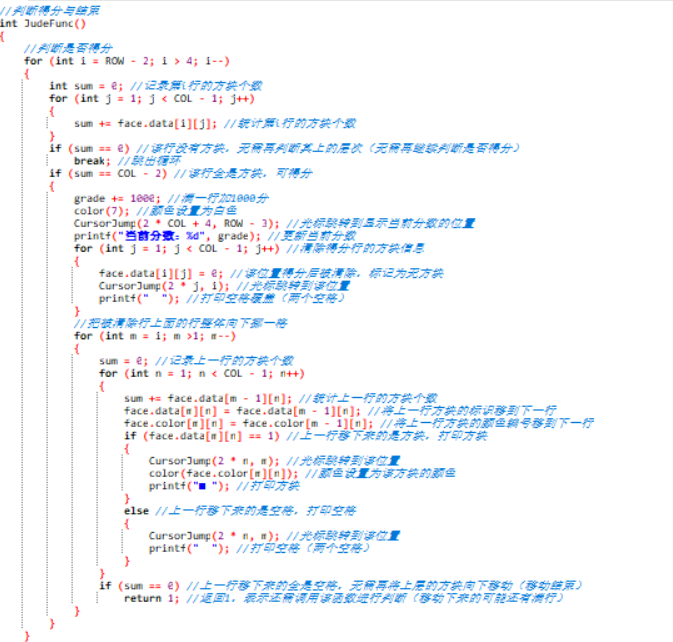 //判断得分与结束
int JudeFunc()
{
//判断是否得分
for (int i = ROW - 2; i > 4; i--)
{
int sum = 0; //记录第i行的方块个数
for (int j = 1; j < COL - 1; j++)
{
sum += face.data[i][j]; //统计第i行的方块个数
}
if (sum == 0) //该行没有方块，无需再判断其上的层次（无需再继续判断是否得分）
break; //跳出循环
if (sum == COL - 2) //该行全是方块，可得分
{
grade += 1000; //满一行加1000分
color(7); //颜色设置为白色
CursorJump(2 * COL + 4, ROW - 3); //光标跳转到显示当前分数的位置
printf("当前分数：%d", grade); //更新当前分数
for (int j = 1; j < COL - 1; j++) //清除得分行的方块信息
{
face.data[i][j] = 0; //该位置得分后被清除，标记为无方块
CursorJump(2 * j, i); //光标跳转到该位置
printf("  "); //打印空格覆盖（两个空格）
}
//把被清除行上面的行整体向下挪一格
for (int m = i; m >1; m--)
{
sum = 0; //记录上一行的方块个数
for (int n = 1; n < COL - 1; n++)
{
sum += face.data[m - 1][n]; //统计上一行的方块个数
face.data[m][n] = face.data[m - 1][n]; //将上一行方块的标识移到下一行
face.color[m][n] = face.color[m - 1][n]; //将上一行方块的颜色编号移到下一行
if (face.data[m][n] == 1) //上一行移下来的是方块，打印方块
{
CursorJump(2 * n, m); //光标跳转到该位置
color(face.color[m][n]); //颜色设置为该方块的颜色
printf("■"); //打印方块
}
else //上一行移下来的是空格，打印空格
{
CursorJump(2 * n, m); //光标跳转到该位置
printf("  "); //打印空格（两个空格）
}
}
if (sum == 0) //上一行移下来的全是空格，无需再将上层的方块向下移动（移动结束）
return 1; //返回1，表示还需调用该函数进行判断（移动下来的可能还有满行）
}
}
}